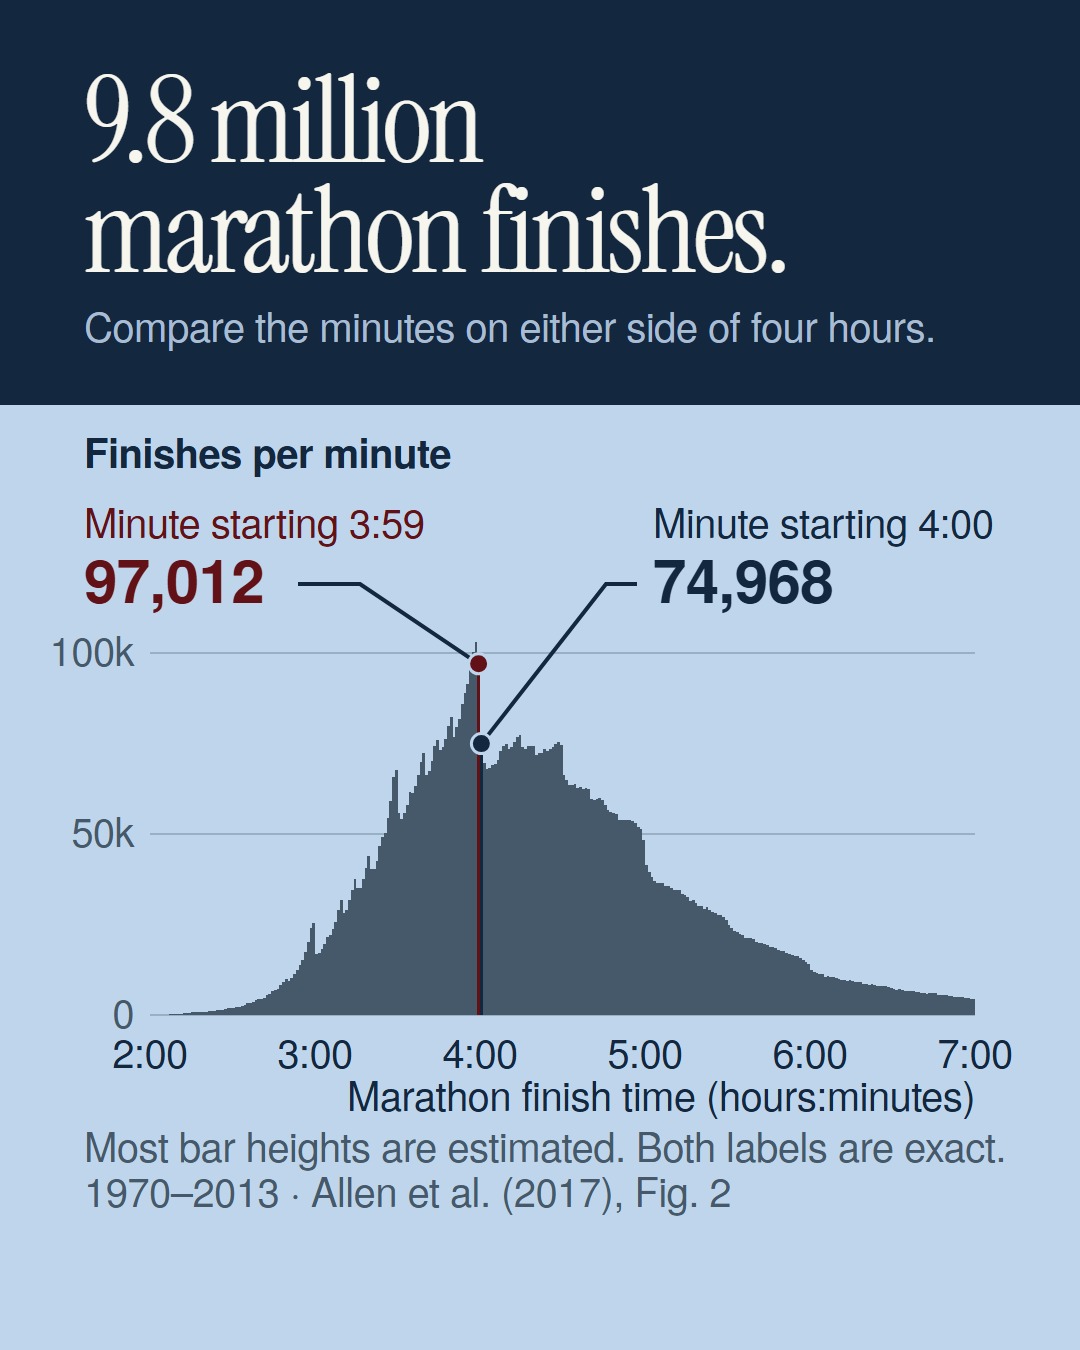 9.8 million
marathon finishes.
Compare the minutes on either side of four hours.
Finishes per minute
Minute starting 3:59
97,012
Minute starting 4:00
74,968
100k
50k
0
2:00 3:00 4:00 5:00 6:00 7:00
Marathon finish time (hours:minutes)
Most bar heights are estimated. Both labels are exact.
1970–2013 · Allen et al. (2017), Fig. 2